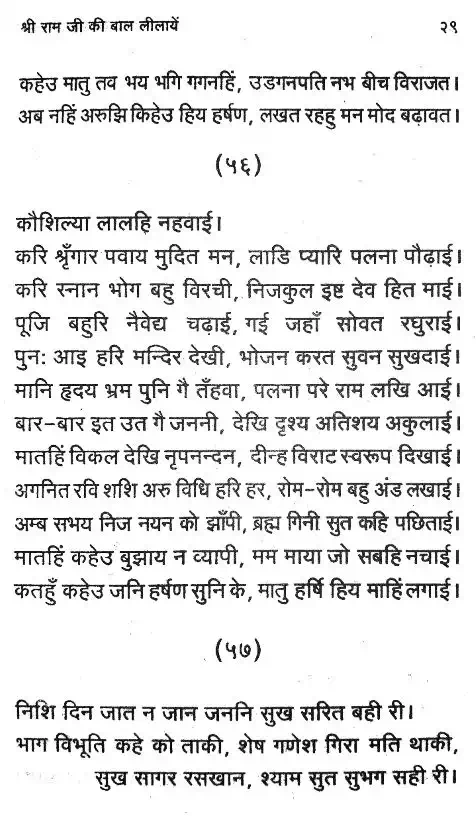 श्री राम जी की बाल लीलायें २९
कहेउ मातु तव भय भगि गगनहिं, उडगनपति नभ बीच विराजत।
अब नहिं अरुझि किहेउ हिय हर्षण, लखत रहहु मन मोद बढ़ावत।
(५६)
कौशिल्या लालहि नहवाई।
करि श्रृँगार पवाय मुदित मन, लाडि प्यारि पलना पौढ़ाई।
करि स्नान भोग बहु विरची, निजकुल इष्ट देव हित माई।
पूजि बहुरि नैवेद्य चढ़ाई, गई जहाँ सोवत रघुराई।
पुनः आइ हरि मन्दिर देखी, भोजन करत सुवन सुखदाई।
मानि हृदय भ्रम पुनि गै तँहवा, पलना परे राम लखि आई।
बार-बार इत उत गै जननी, देखि दृश्य अतिशय अकुलाई।
मातहिं विकल देखि नृपनन्दन, दीन्ह विराट स्वरूप दिखाई।
अगनित रवि शशि अरु विधि हरि हर, रोम-रोम बहु अंड लखाई।
अम्ब सभय निज नयन को झाँपी, ब्रह्म गिनी सुत कहि पछिताई।
मातहिं कहेउ बुझाय न व्यापी, मम माया जो सबहि नचाई।
कतहुँ कहेउ जनि हर्षण सुनि के, मातु हर्षि हिय माहिं लगाई।
(५७)
निशि दिन जात न जान जननि सुख सरित बही री।
भाग विभूति कहे को ताकी, शेष गणेश गिरा मति थाकी,
सुख सागर रसखान, श्याम सुत सुभग सही री।